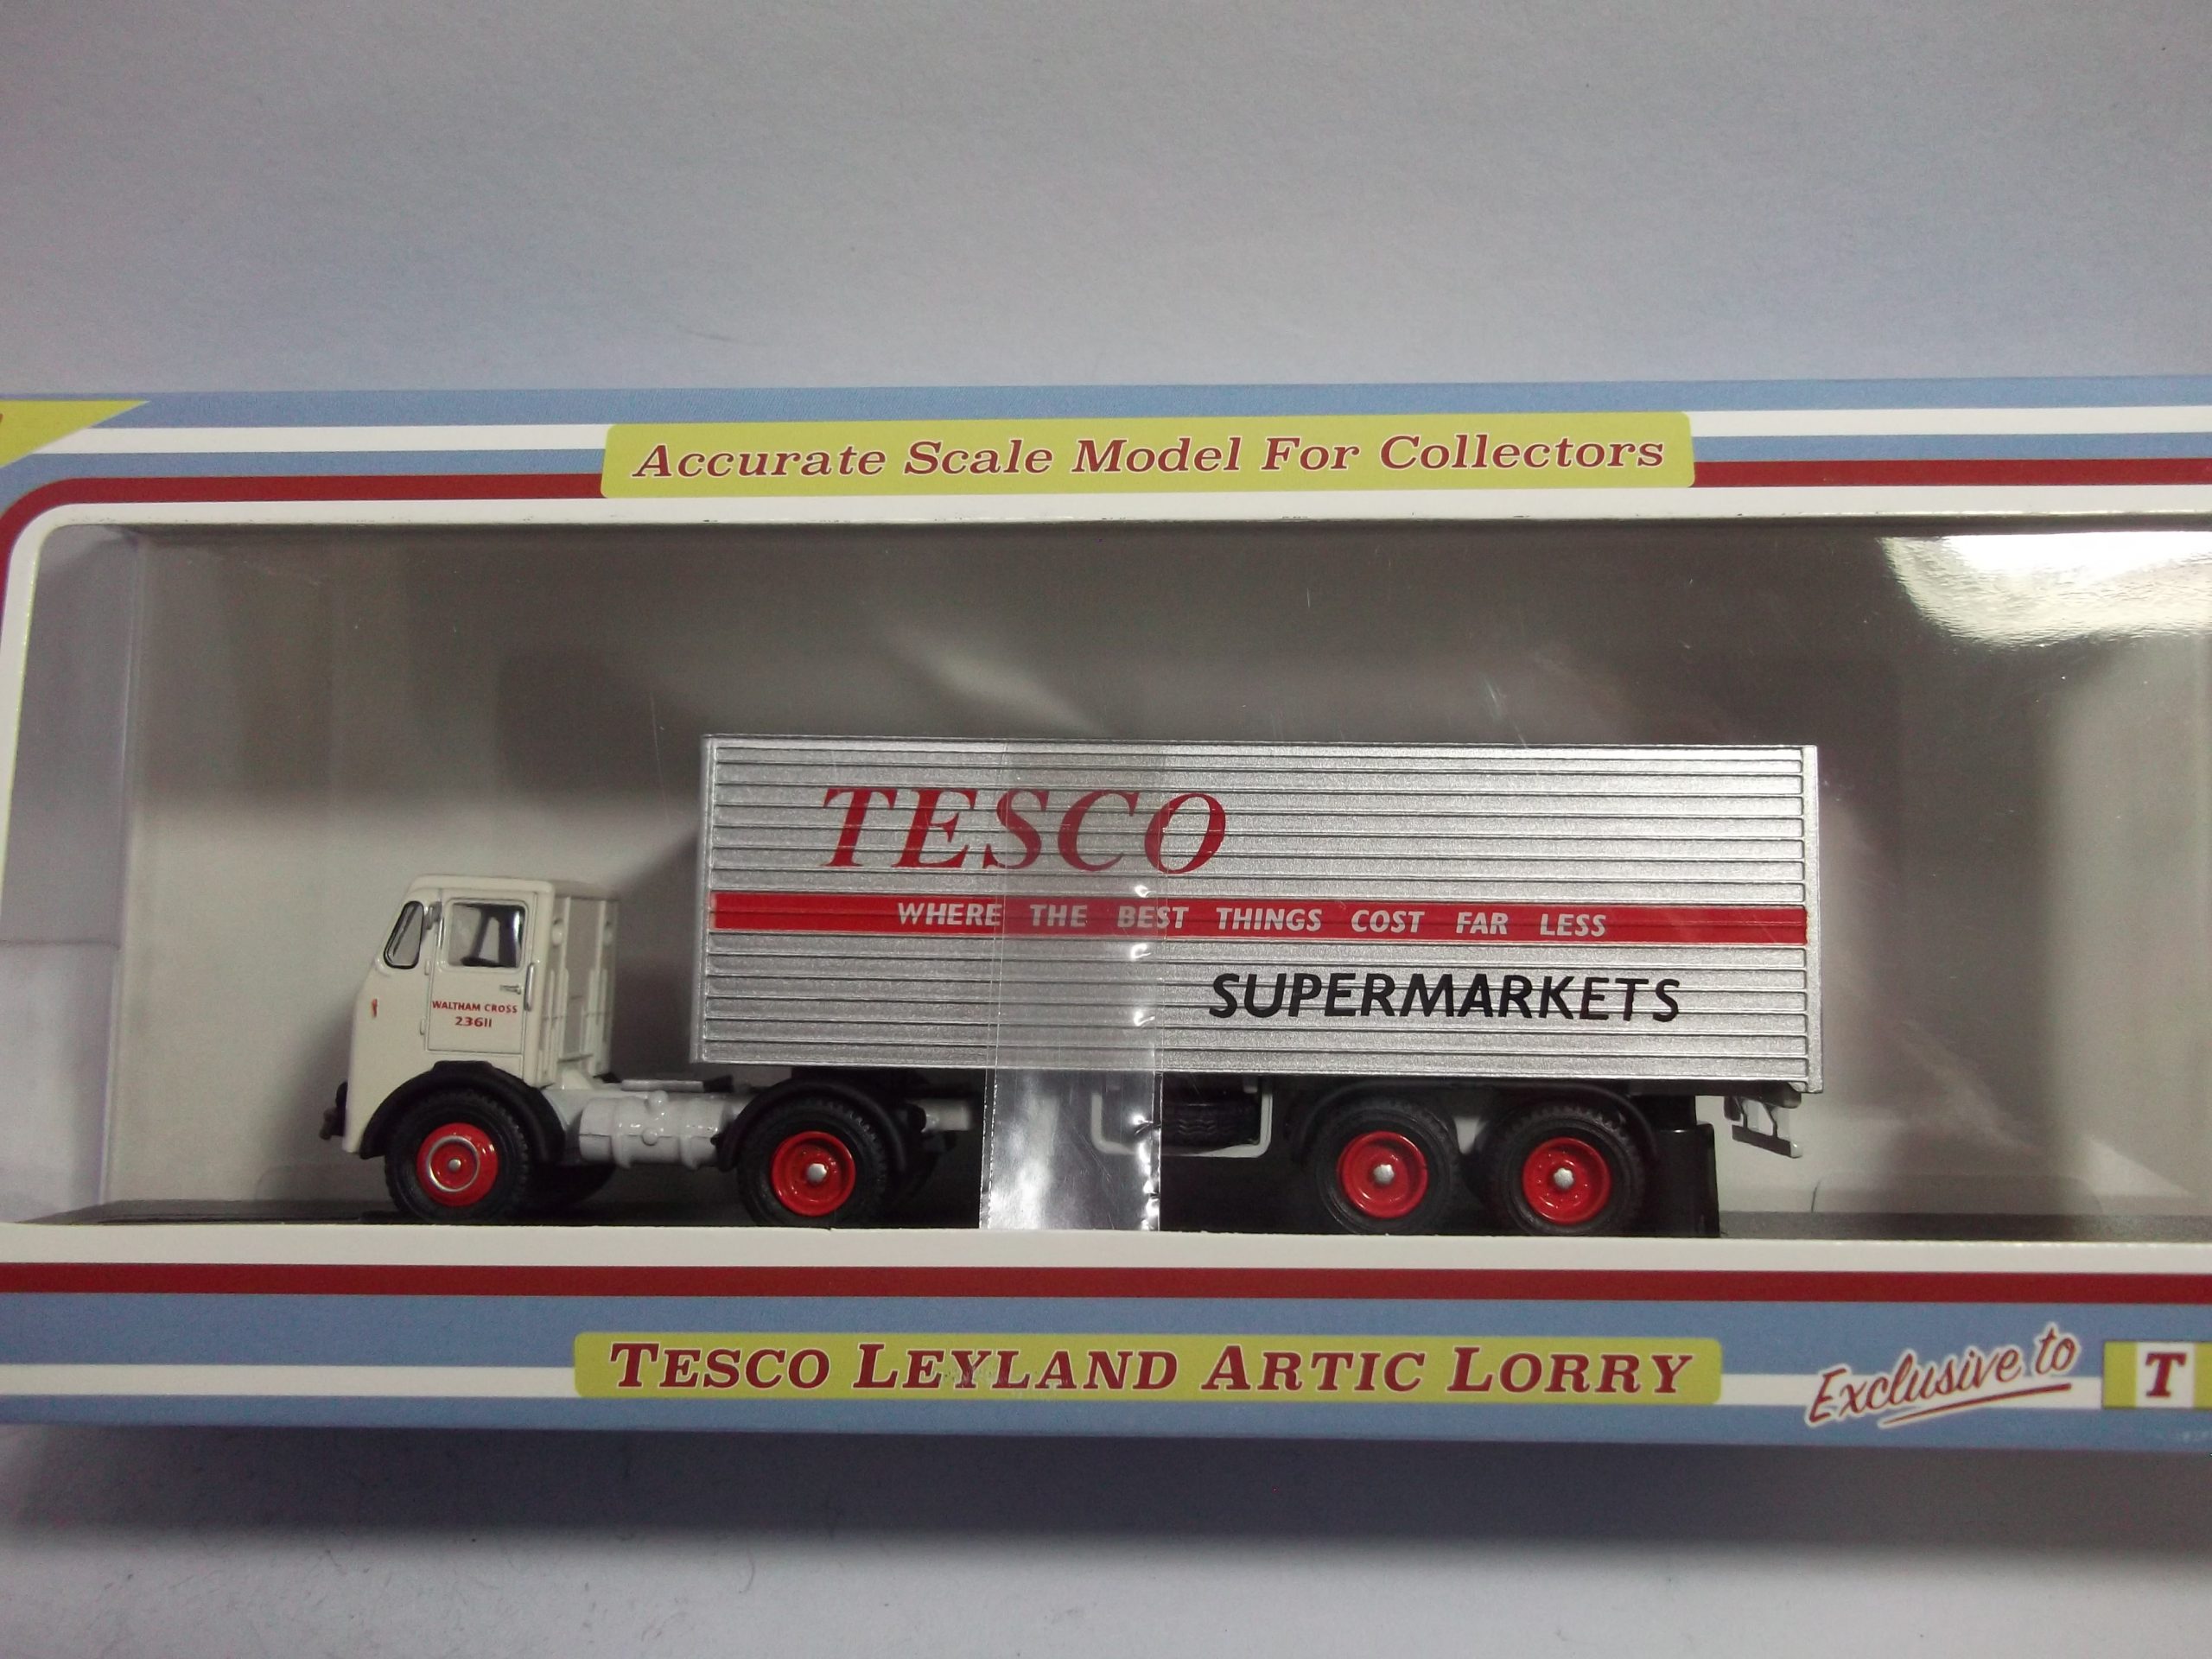 Accurate Scale Model For Collectors
TESCO
WHERE THE BEST THINGS COST FAR LESS
SUPERMARKETS
WALTHAM CROSS
23611
TESCO LEYLAND ARTIC LORRY
Exclusive to
T